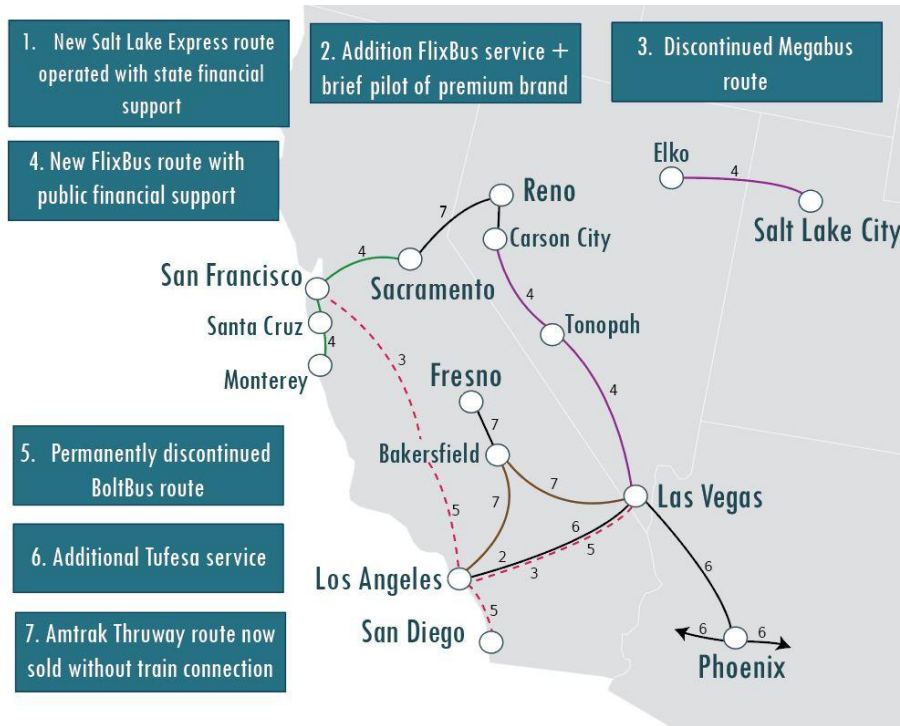 1. New Salt Lake Express route
operated with state financial
support
2. Addition FlixBus service +
brief pilot of premium brand
3. Discontinued Megabus
route
4. New FlixBus route with
public financial support
Elko
4
Salt Lake City
Reno
7
Carson City
4
San Francisco
Sacramento
4
Santa Cruz
4
Monterey
Tonopah
3
Fresno
4
7
Bakersfield
5. Permanently discontinued
BoltBus route
7
7
Las Vegas
5
6
5
6. Additional Tufesa service
2
3
Los Angeles
6
5
San Diego
7. Amtrak Thruway route now
sold without train connection
6
6
Phoenix